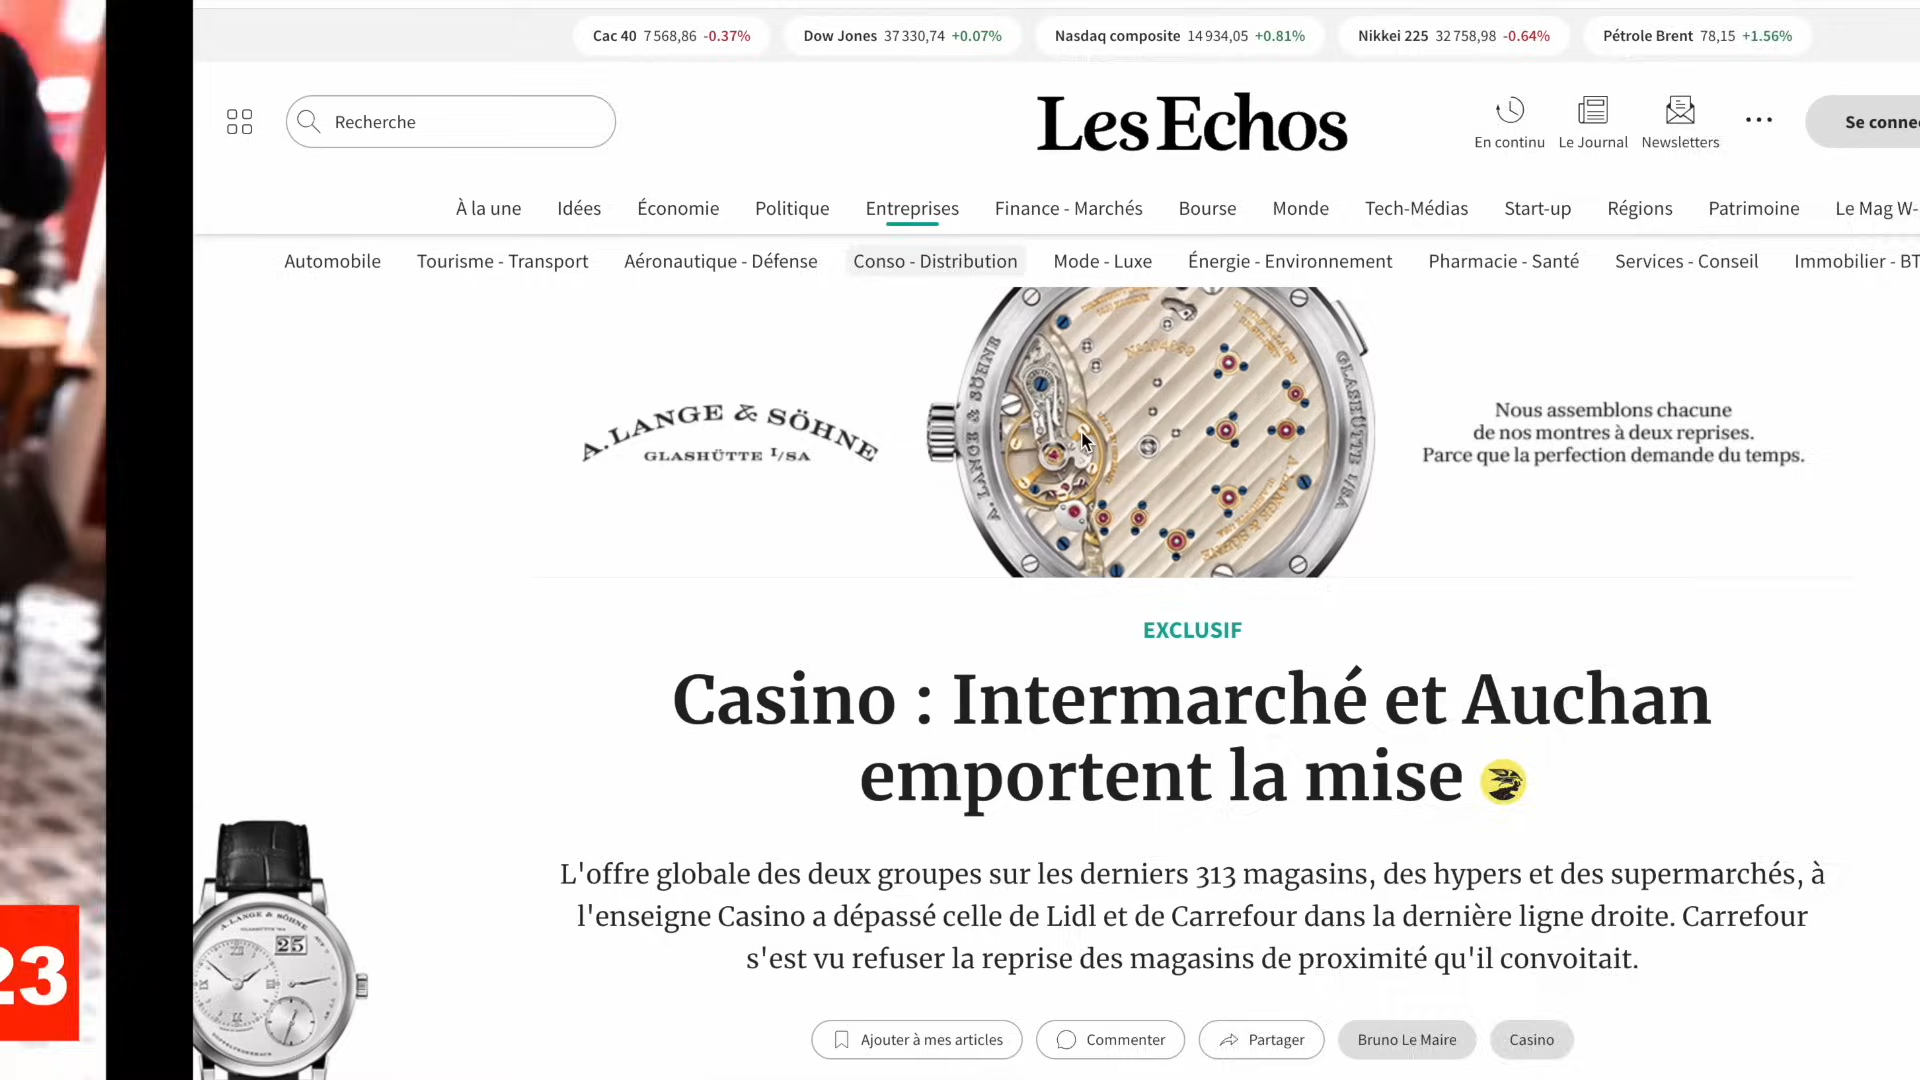 Cac 40 7 568,86 -0.37%
Dow Jones 37 330,74 +0.07%
Nasdaq composite 14 934,05 +0.81%
Nikkei 225 32 758,98 -0.64%
Pétrole Brent 78,15 +1.56%
Recherche
Les Echos
En continu
Le Journal
Newsletters
Se conne
À la une
Idées
Économie
Politique
Entreprises
Finance - Marchés
Bourse
Monde
Tech-Médias
Start-up
Régions
Patrimoine
Le Mag W-
Automobile
Tourisme - Transport
Aéronautique - Défense
Conso - Distribution
Mode - Luxe
Énergie - Environnement
Pharmacie - Santé
Services - Conseil
Immobilier - BT
A. LANGE & SÖHNE
GLASHÜTTE I/SA
A. LANGE & SÖHNE
GLASHÜTTE I/SA
Nous assemblons chacune
de nos montres à deux reprises.
Parce que la perfection demande du temps.
EXCLUSIF
Casino : Intermarché et Auchan
emportent la mise
L'offre globale des deux groupes sur les derniers 313 magasins, des hypers et des supermarchés, à
l'enseigne Casino a dépassé celle de Lidl et de Carrefour dans la dernière ligne droite. Carrefour
s'est vu refuser la reprise des magasins de proximité qu'il convoitait.
A. LANGE & SÖHNE
25
23
Ajouter à mes articles
Commenter
Partager
Bruno Le Maire
Casino